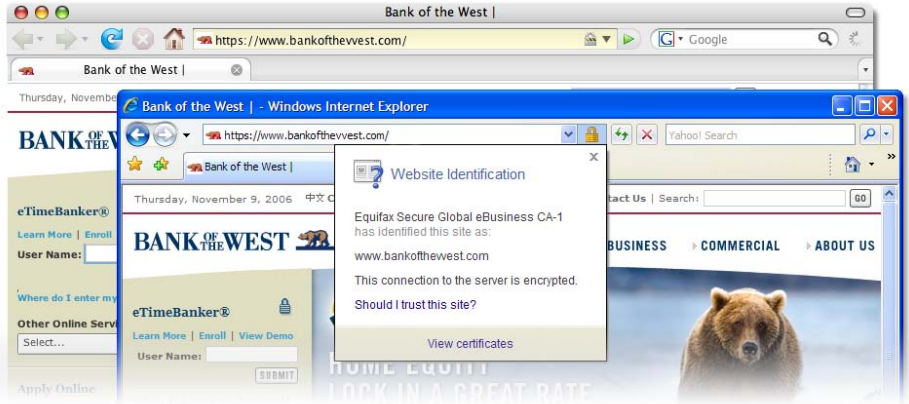 Bank of the West |
https://www.bankofthevvest.com/
G Google
Bank of the West |
Thursday, Novembe
Bank of the West | - Windows Internet Explorer
https://www.bankofthevvest.com/
Yahoo! Search
Bank of the West |
BANK OF THE
eTimeBanker®
Learn More | Enroll
User Name:
Where do I enter my
Other Online Servi
Select...
Apply Online
Thursday, November 9, 2006 中文 C
tact Us | Search:
GO
BANK OF THE WEST
BUSINESS
COMMERCIAL
ABOUT US
Website Identification
Equifax Secure Global eBusiness CA-1
has identified this site as:
www.bankofthevvest.com
This connection to the server is encrypted.
Should I trust this site?
View certificates
eTimeBanker®
Learn More | Enroll | View Demo
User Name:
SUBMIT
HOME EQUITY
LOCK IN A GREAT RATE